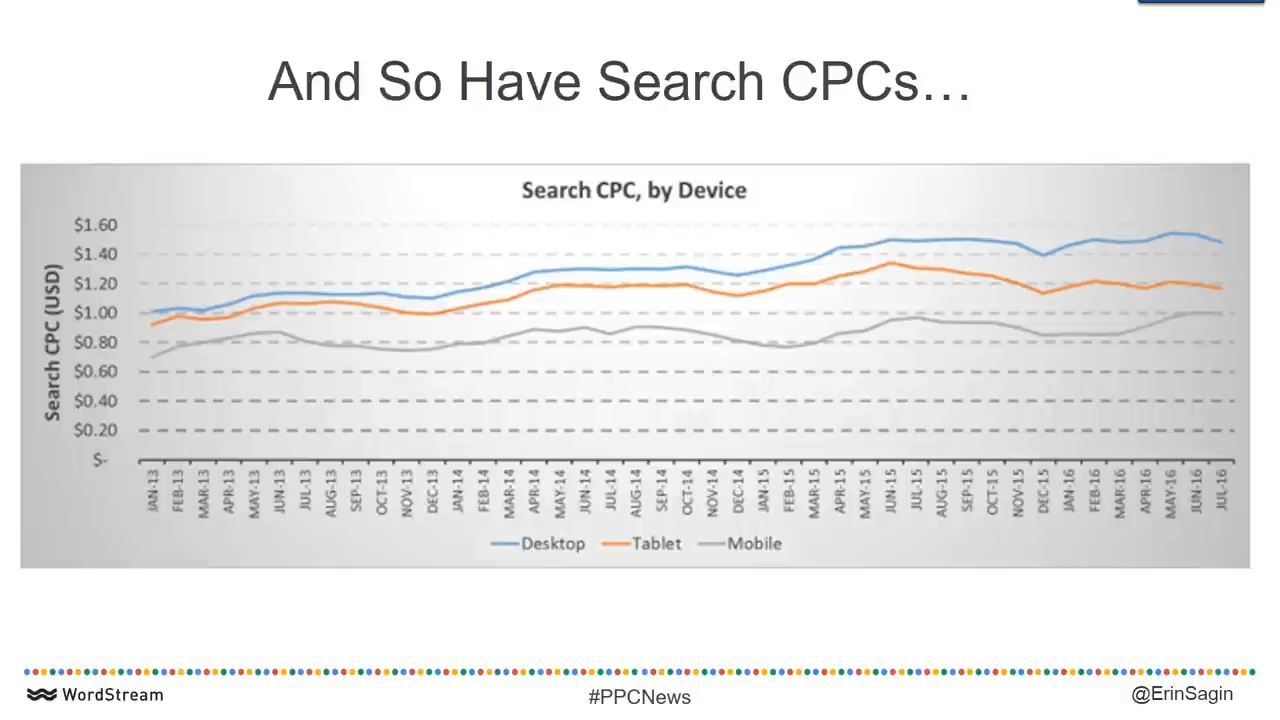 And So Have Search CPCs…
Search CPC, by Device
Search CPC (USD)
$1.60
$1.40
$1.20
$1.00
$0.80
$0.60
$0.40
$0.20
$-
JAN-13 FEB-13 MAR-13 APR-13 MAY-13 JUN-13 JUL-13 AUG-13 SEP-13 OCT-13 NOV-13 DEC-13 JAN-14 FEB-14 MAR-14 APR-14 MAY-14 JUN-14 JUL-14 AUG-14 SEP-14 OCT-14 NOV-14 DEC-14 JAN-15 FEB-15 MAR-15 APR-15 MAY-15 JUN-15 JUL-15 AUG-15 SEP-15 OCT-15 NOV-15 DEC-15 JAN-16 FEB-16 MAR-16 APR-16 MAY-16 JUN-16 JUL-16
Desktop Tablet Mobile
WordStream #PPCNews @ErinSagin